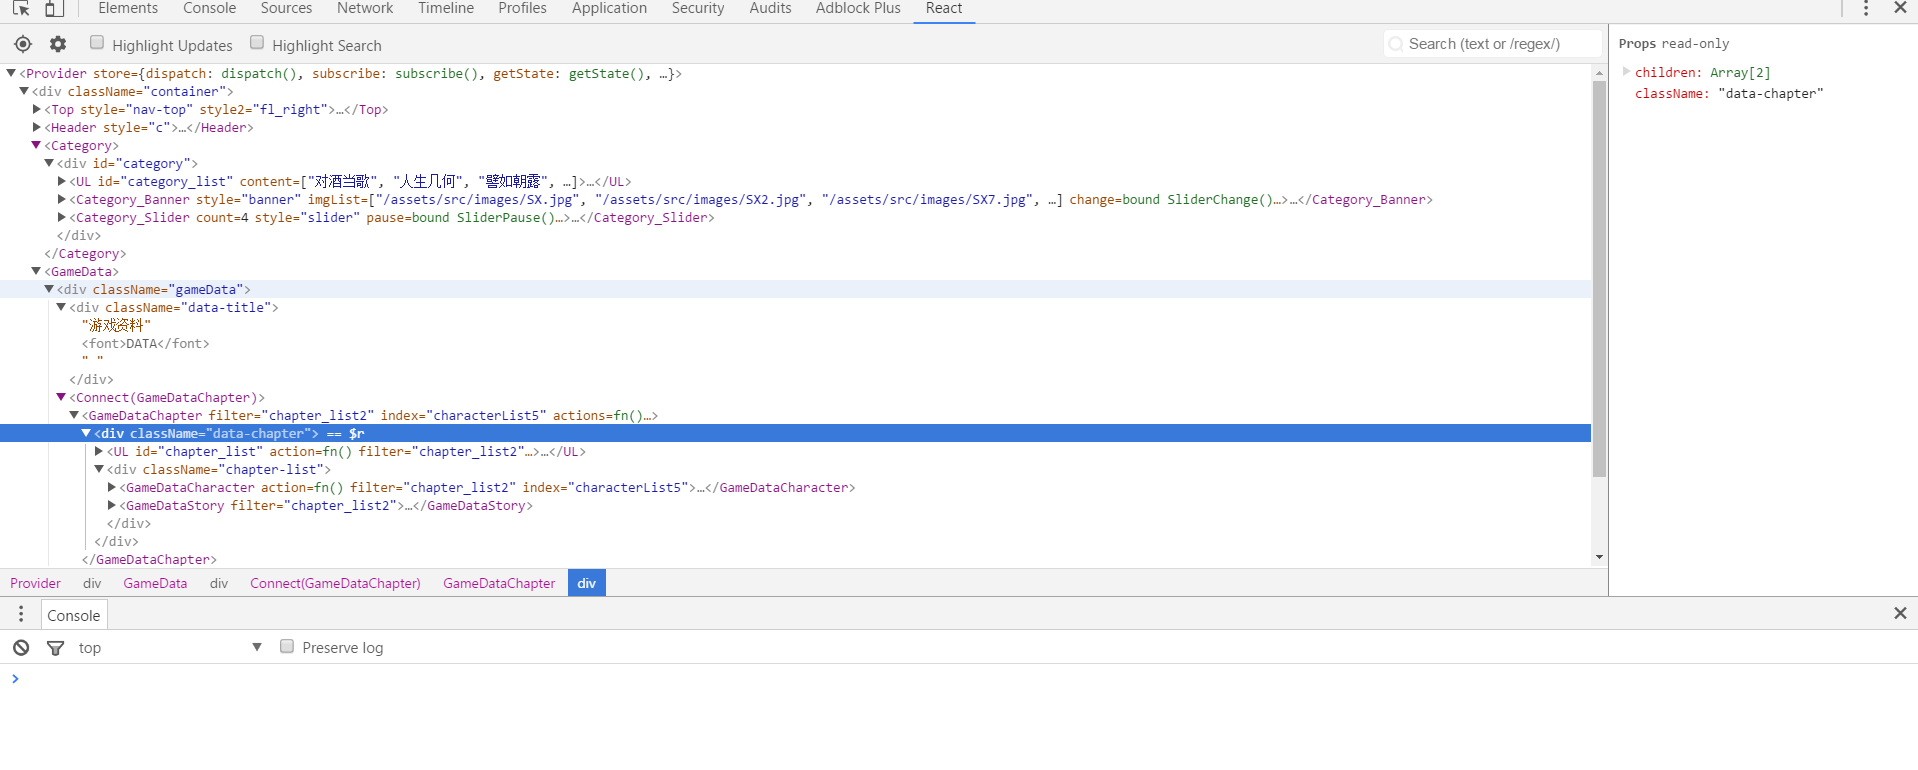 Elements Console Sources Network Timeline Profiles Application Security Audits Adblock Plus React
Highlight Updates Highlight Search Search (text or /regex/)
<Provider store={dispatch: dispatch(), subscribe: subscribe(), getState: getState(), …}>
<div className="container">
<Top style="nav-top" style2="fl_right">…</Top>
<Header style="c">…</Header>
<Category>
<div id="category">
<UL id="category_list" content=["对酒当歌", "人生几何", "譬如朝露", …]>…</UL>
<Category_Banner style="banner" imgList=["/assets/src/images/SX.jpg", "/assets/src/images/SX2.jpg", "/assets/src/images/SX7.jpg", …] change=bound SliderChange()…>…</Category_Banner>
<Category_Slider count=4 style="slider" pause=bound SliderPause()…>…</Category_Slider>
</div>
</Category>
<GameData>
<div className="gameData">
<div className="data-title">
"游戏资料"
<font>DATA</font>
" "
</div>
<Connect(GameDataChapter)>
<GameDataChapter filter="chapter_list2" index="characterList5" actions=fn()…>
<div className="data-chapter"> == $r
<UL id="chapter_list" action=fn() filter="chapter_list2"…>…</UL>
<div className="chapter-list">
<GameDataCharacter action=fn() filter="chapter_list2" index="characterList5">…</GameDataCharacter>
<GameDataStory filter="chapter_list2">…</GameDataStory>
</div>
</div>
</GameDataChapter>
Provider div GameData div Connect(GameDataChapter) GameDataChapter div
Props read-only
children: Array[2]
className: "data-chapter"
Console
top Preserve log